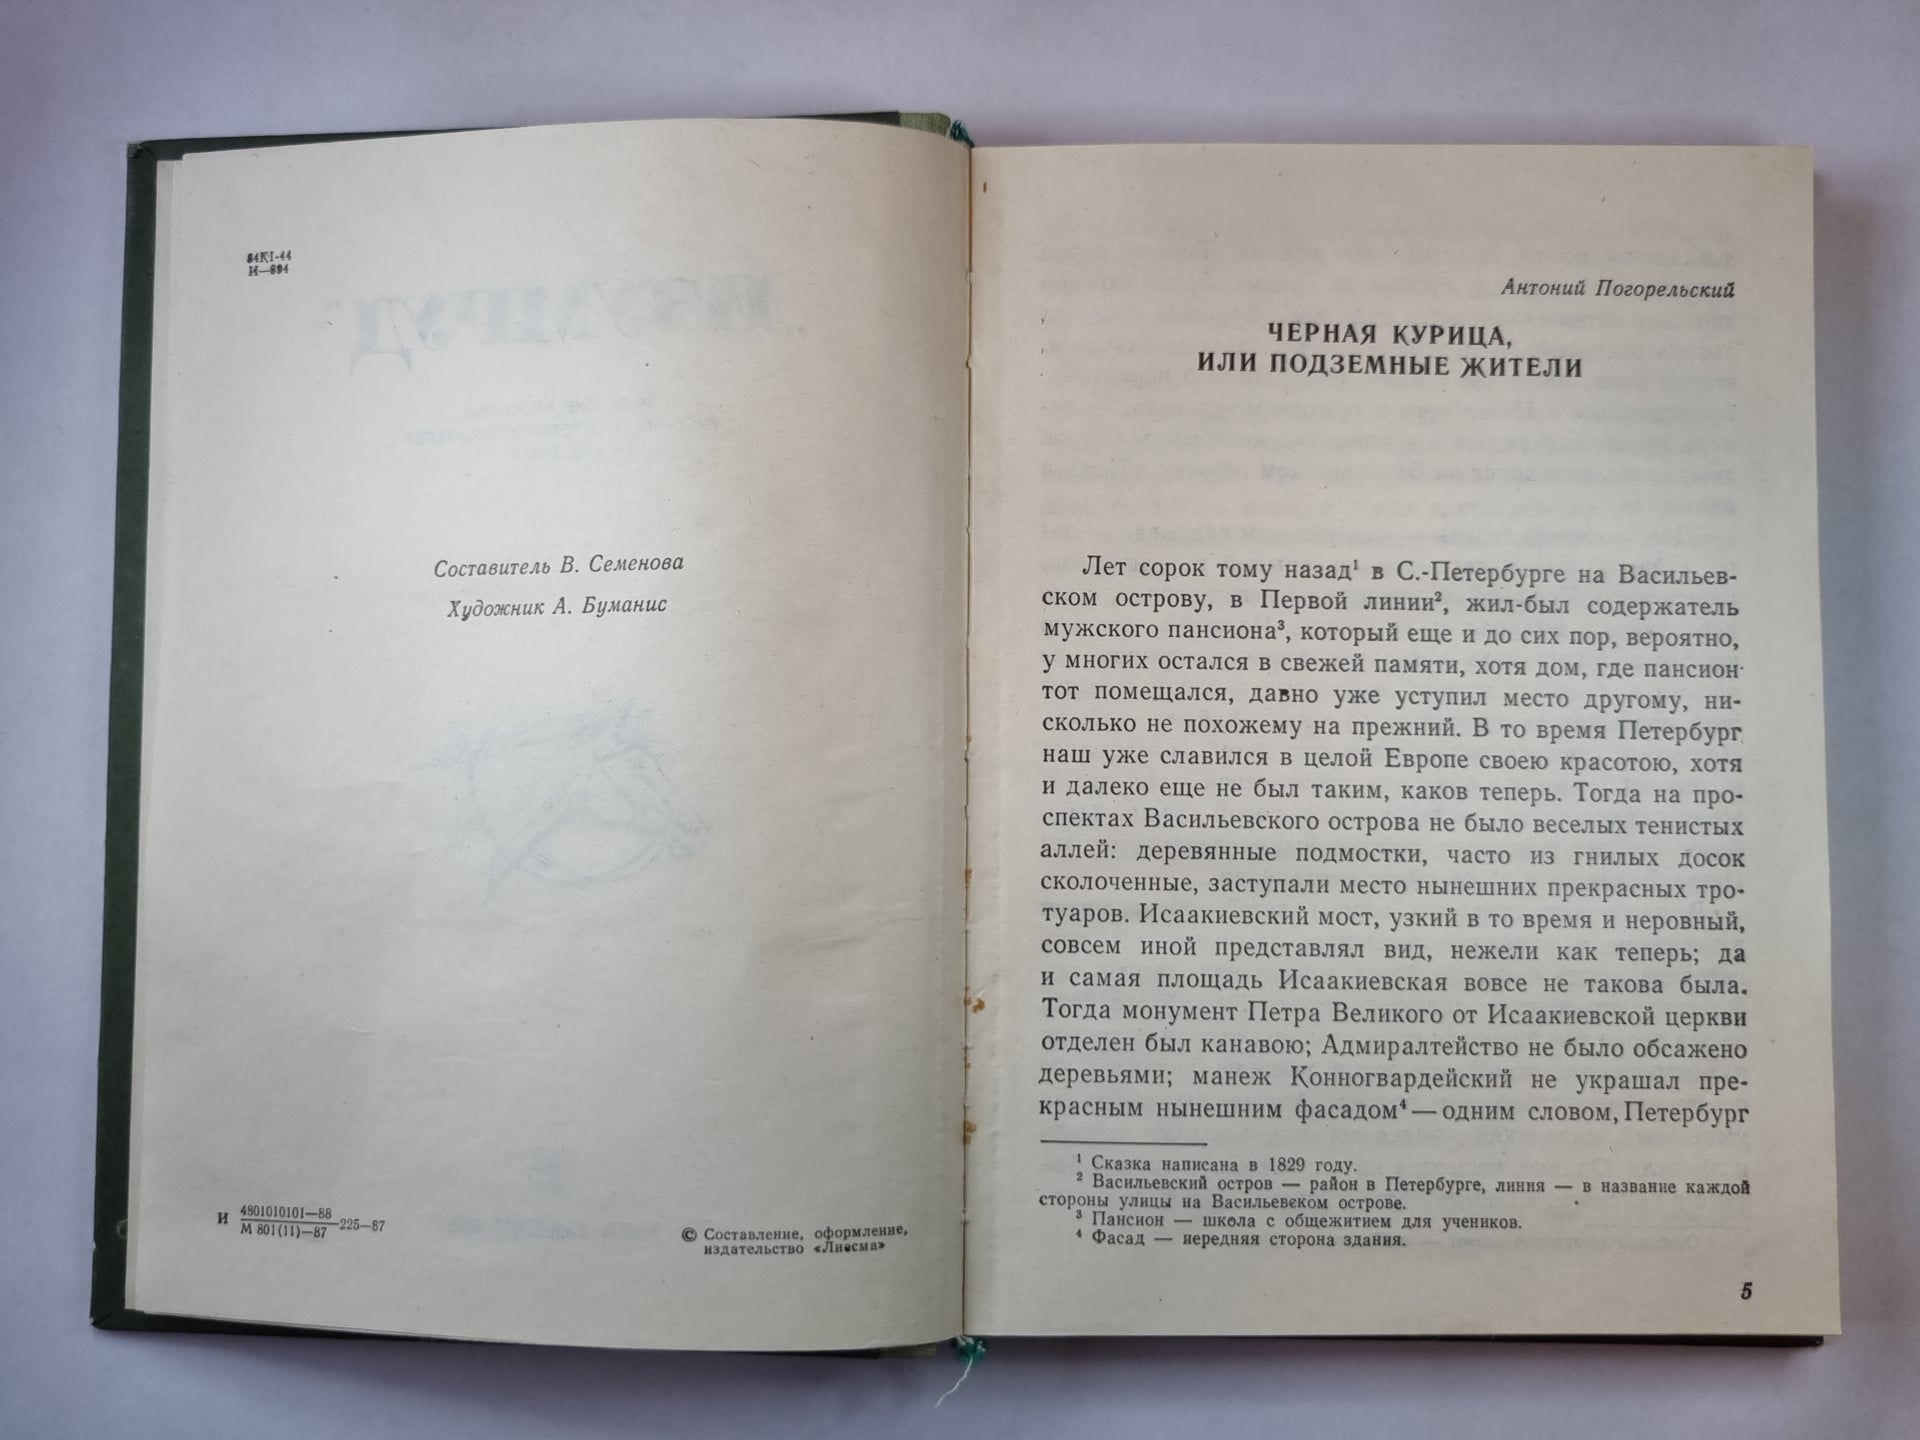 84Р1-44
И—894
Составитель В. Семенова
Художник А. Буманис
И 4801010101—88
М 801(11)—87 225—87
© Составление, оформление,
издательство «Лиесма»
Антоний Погорельский
ЧЕРНАЯ КУРИЦА,
ИЛИ ПОДЗЕМНЫЕ ЖИТЕЛИ
Лет сорок тому назад¹ в С.-Петербурге на Васильев-
ском острову, в Первой линии², жил-был содержатель
мужского пансиона³, который еще и до сих пор, вероятно,
у многих остался в свежей памяти, хотя дом, где пансион
тот помещался, давно уже уступил место другому, ни-
сколько не похожему на прежний. В то время Петербург
наш уже славился в целой Европе своею красотою, хотя
и далеко еще не был таким, каков теперь. Тогда на про-
спектах Васильевского острова не было веселых тенистых
аллей: деревянные подмостки, часто из гнилых досок
сколоченные, заступали место нынешних прекрасных тро-
туаров. Исаакиевский мост, узкий в то время и неровный,
совсем иной представлял вид, нежели как теперь; да
и самая площадь Исаакиевская вовсе не такова была.
Тогда монумент Петра Великого от Исаакиевской церкви
отделен был канавою; Адмиралтейство не было обсажено
деревьями; манеж Конногвардейский не украшал пре-
красным нынешним фасадом⁴ — одним словом, Петербург
¹ Сказка написана в 1829 году.
² Васильевский остров — район в Петербурге, линия — в название каждой
стороны улицы на Васильевском острове.
³ Пансион — школа с общежитием для учеников.
⁴ Фасад — передняя сторона здания.
5